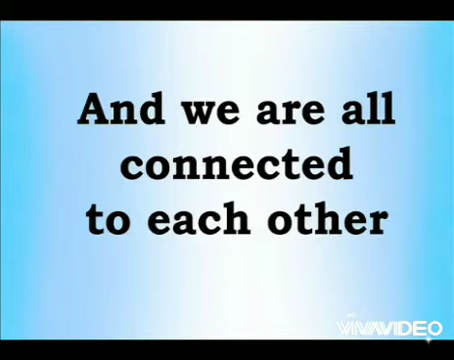 And we are all
connected
to each other
VIVAVIDEO